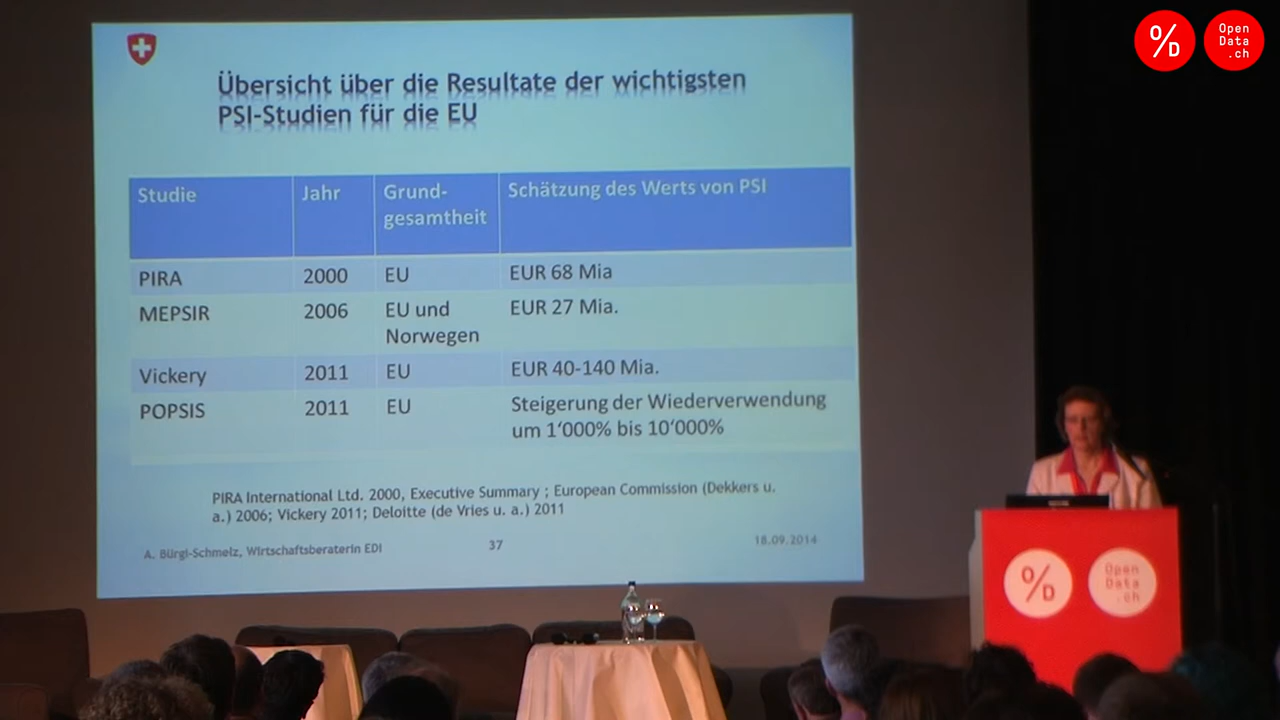 Übersicht über die Resultate der wichtigsten
PSI-Studien für die EU
Studie Jahr Grund- Schätzung des Werts von PSI
gesamtheit
PIRA 2000 EU EUR 68 Mia
MEPSIR 2006 EU und EUR 27 Mia.
Norwegen
Vickery 2011 EU EUR 40-140 Mia.
POPSIS 2011 EU Steigerung der Wiederverwendung
um 1‘000% bis 10‘000%
PIRA International Ltd. 2000, Executive Summary ; European Commission (Dekkers u.
a.) 2006; Vickery 2011; Deloitte (de Vries u. a.) 2011
A. Bürgi-Schmelz, Wirtschaftsberaterin EDI 37 18.09.2014
%D
Open
Data
.ch
%D
Open
Data
.ch